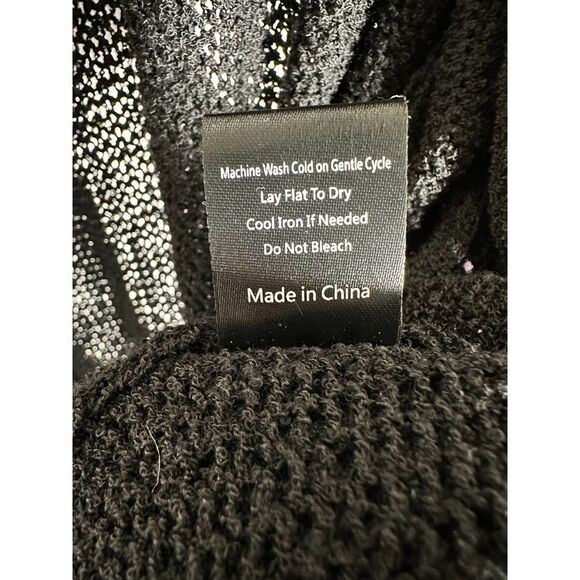 Machine Wash Cold on Gentle Cycle
Lay Flat To Dry
Cool Iron If Needed
Do Not Bleach
Made in China